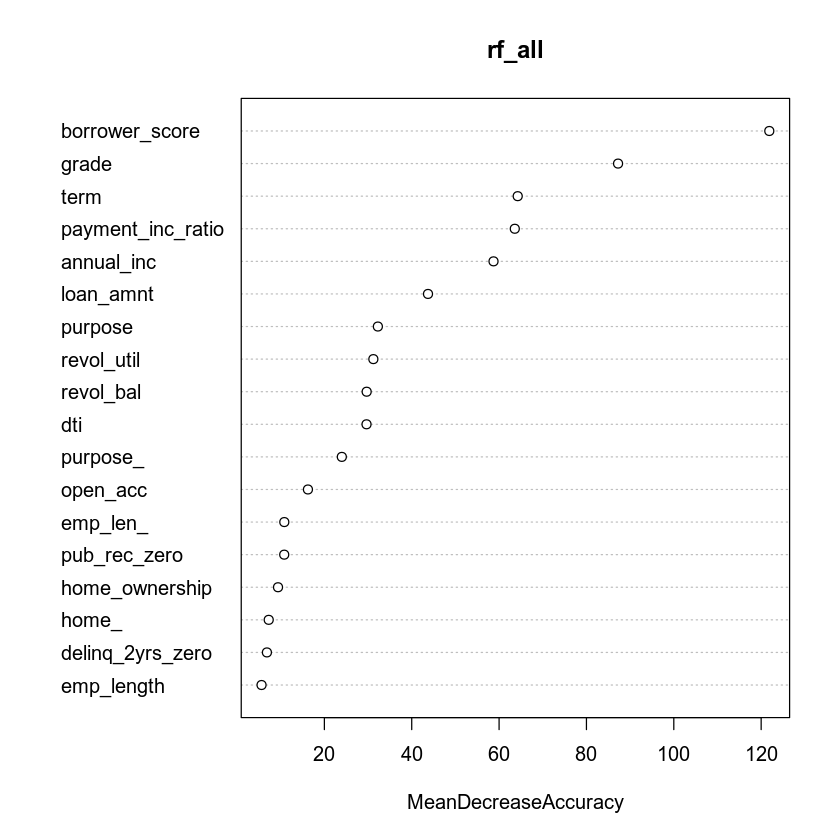 rf_all
borrower_score
grade
term
payment_inc_ratio
annual_inc
loan_amnt
purpose
revol_util
revol_bal
dti
purpose_
open_acc
emp_len_
pub_rec_zero
home_ownership
home_
delinq_2yrs_zero
emp_length
20 40 60 80 100 120
MeanDecreaseAccuracy